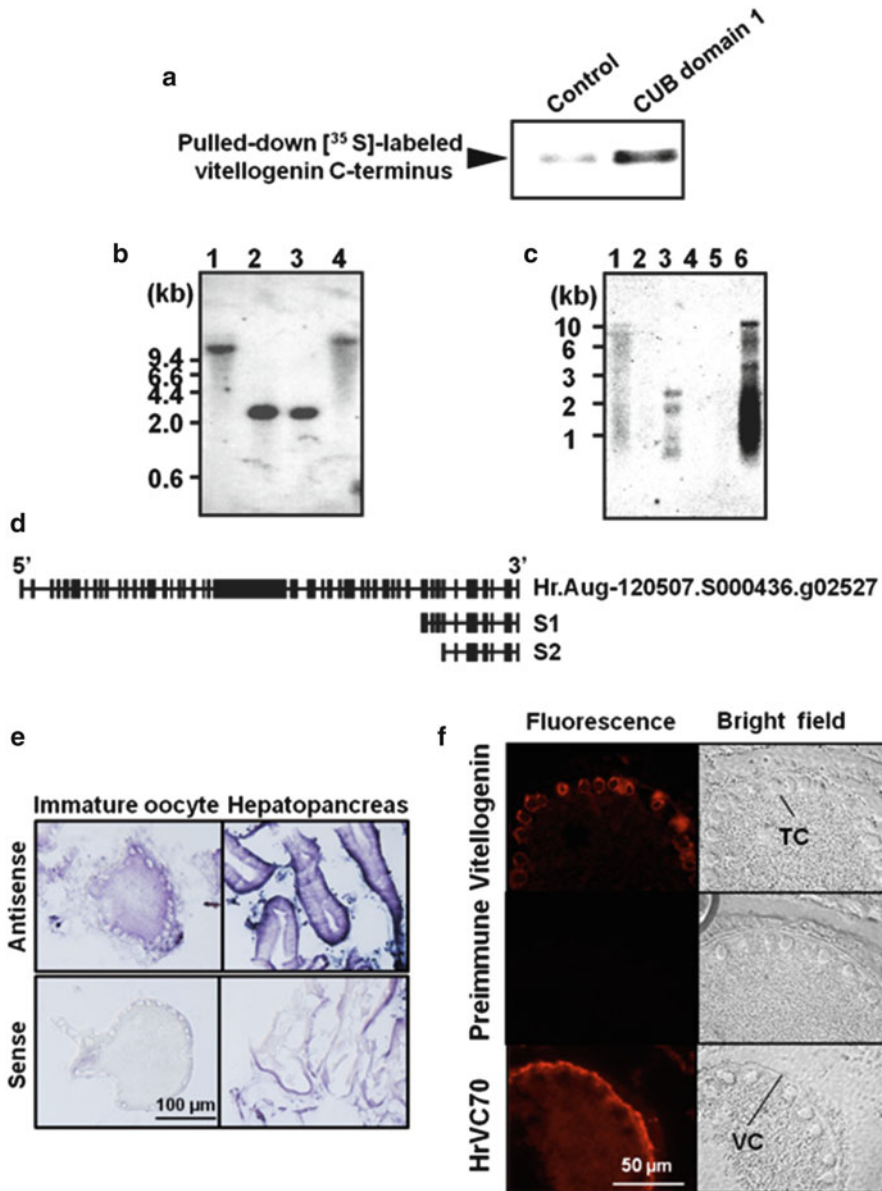 a
Control
CUB domain 1
Pulled-down [35 S]-labeled
vitellogenin C-terminus
b
1 2 3 4
(kb)
9.4
6.6
4.4
2.0
0.6
c
1 2 3 4 5 6
(kb)
10
6
3
2
1
d
5’ 3’
Hr.Aug-120507.S000436.g02527
S1
S2
e
Immature oocyte Hepatopancreas
Antisense
Sense
100 µm
f
Fluorescence Bright field
Vitellogenin
TC
Preimmune
HrVC70
VC
50 µm